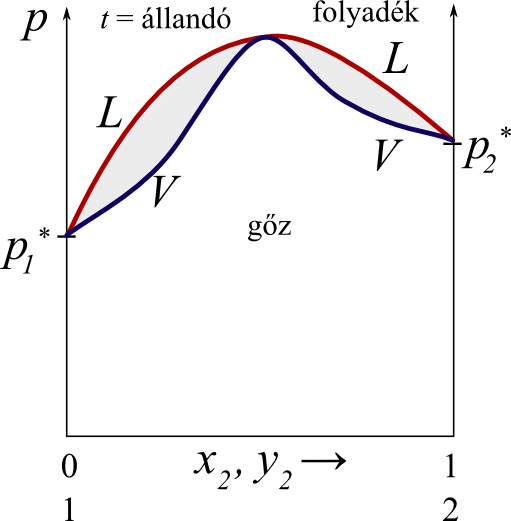 p t = állandó folyadék
L L
V V
p₂*
gőz
p₁*
0 x₂, y₂ → 1
1 2